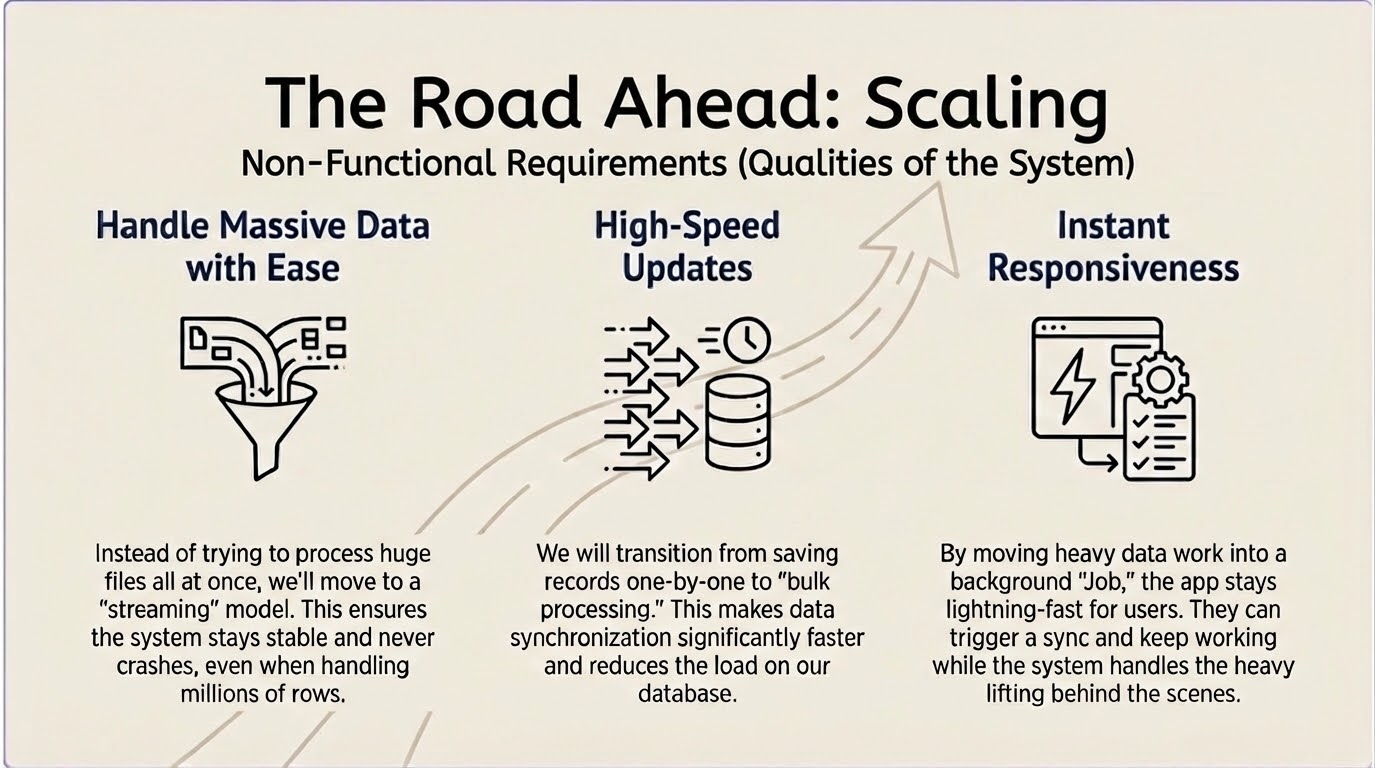 The Road Ahead: Scaling
Non-Functional Requirements (Qualities of the System)
Handle Massive Data
with Ease
Instead of trying to process huge
files all at once, we'll move to a
"streaming" model. This ensures
the system stays stable and never
crashes, even when handling
millions of rows.
High-Speed
Updates
We will transition from saving
records one-by-one to "bulk
processing." This makes data
synchronization significantly faster
and reduces the load on our
database.
Instant
Responsiveness
By moving heavy data work into a
background "Job," the app stays
lightning-fast for users. They can
trigger a sync and keep working
while the system handles the heavy
lifting behind the scenes.